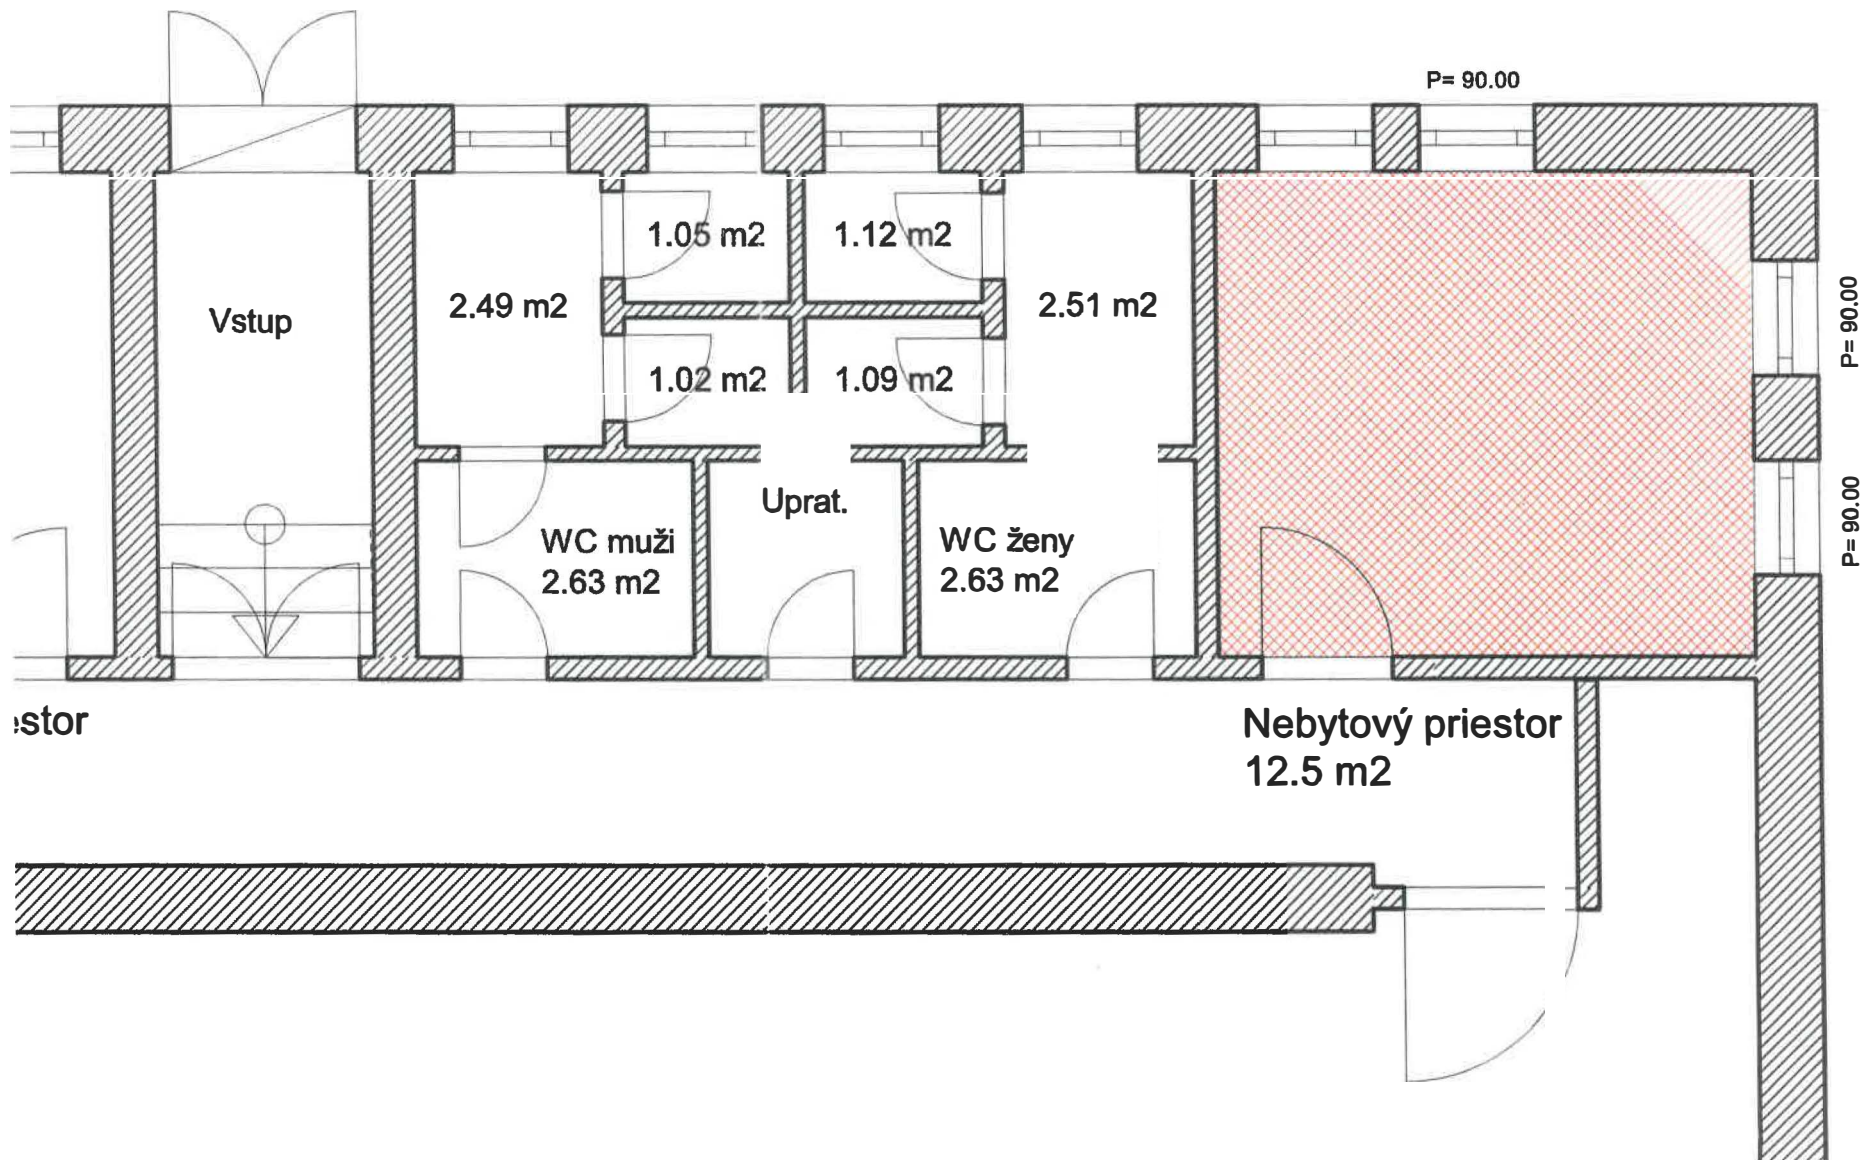 P= 90.00
1.05 m2
1.12 m2
2.49 m2
2.51 m2
Vstup
P= 90.00
1.02 m2
1.09 m2
Uprat.
P= 90.00
WC muži
2.63 m2
WC ženy
2.63 m2
estor
Nebytový priestor
12.5 m2